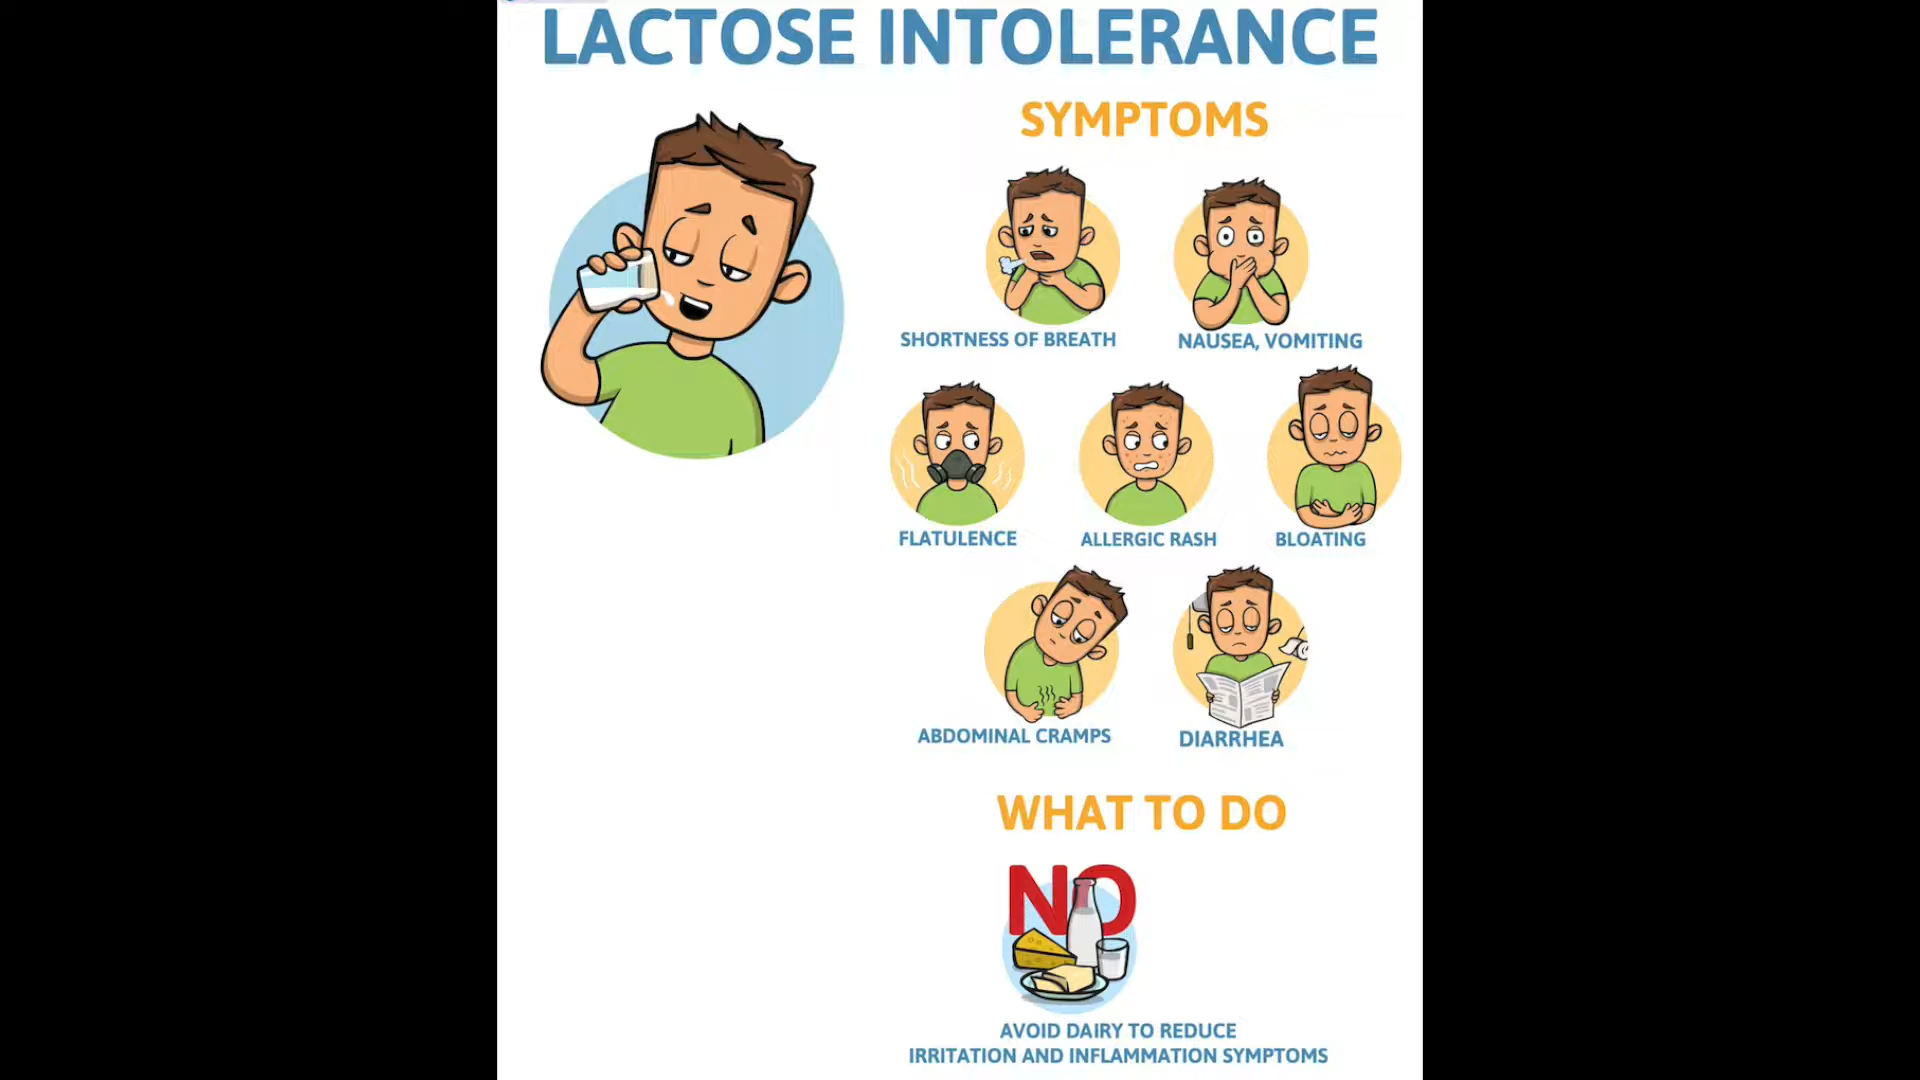 LACTOSE INTOLERANCE
SYMPTOMS
SHORTNESS OF BREATH
NAUSEA, VOMITING
FLATULENCE
ALLERGIC RASH
BLOATING
ABDOMINAL CRAMPS
DIARRHEA
WHAT TO DO
NO
AVOID DAIRY TO REDUCE
IRRITATION AND INFLAMMATION SYMPTOMS